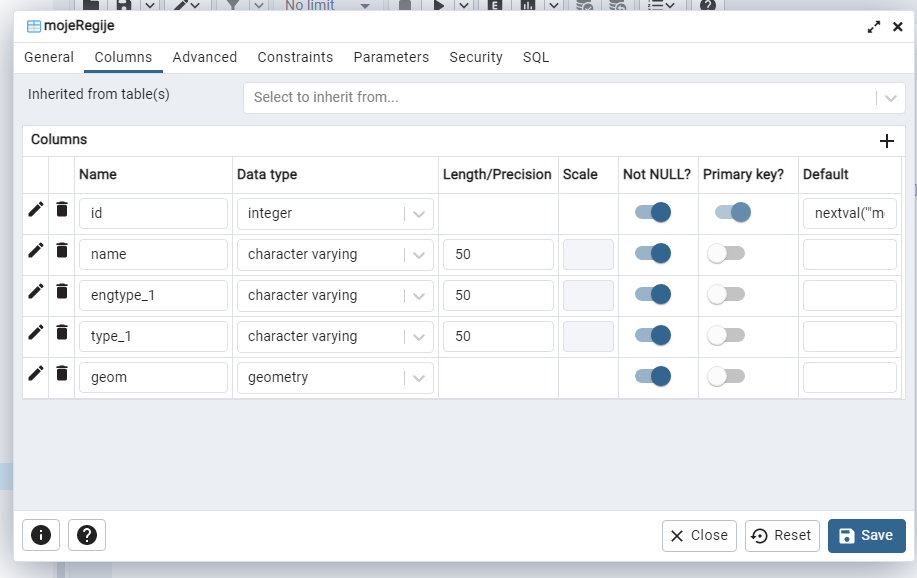 No limit
mojeRegije
General Columns Advanced Constraints Parameters Security SQL
Inherited from table(s) Select to inherit from...
Columns
Name Data type Length/Precision Scale Not NULL? Primary key? Default
id integer nextval('"m
name character varying 50
engtype_1 character varying 50
type_1 character varying 50
geom geometry
Close Reset Save